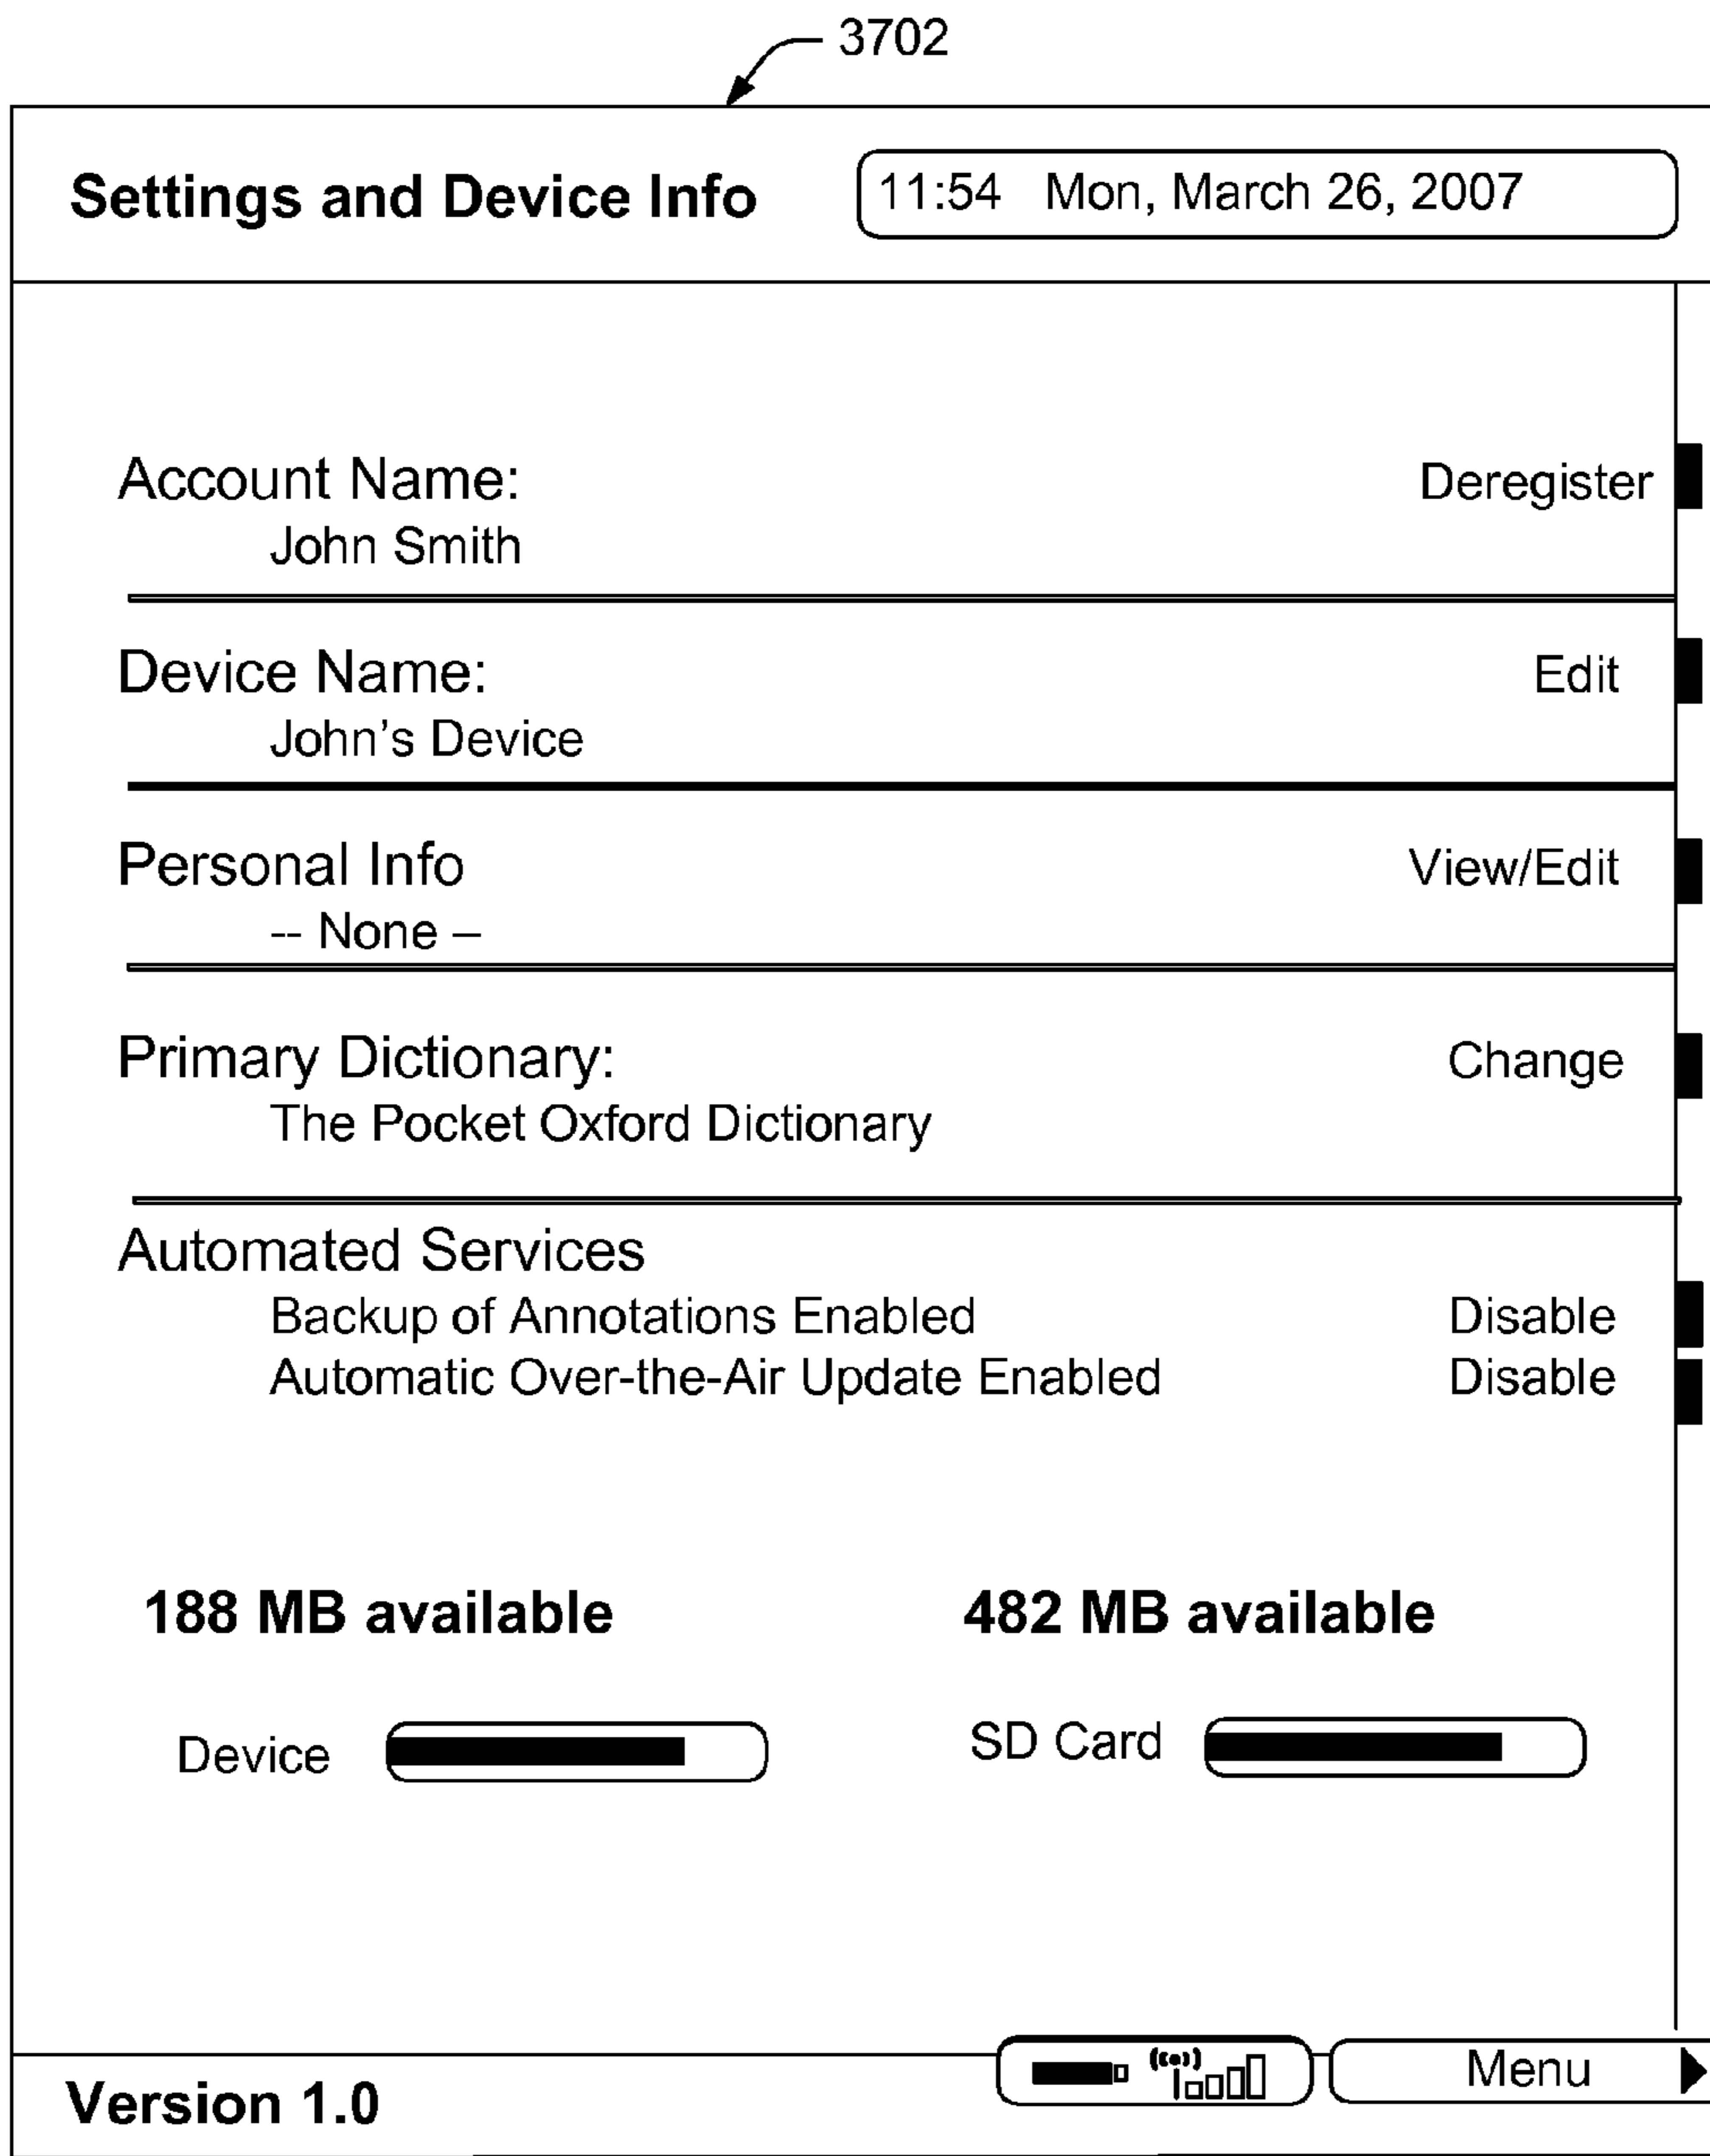 3702
Settings and Device Info
11:54 Mon, March 26, 2007
Account Name:
Deregister
John Smith
Device Name:
Edit
John's Device
Personal Info
View/Edit
-- None –
Primary Dictionary:
Change
The Pocket Oxford Dictionary
Automated Services
Backup of Annotations Enabled
Disable
Automatic Over-the-Air Update Enabled
Disable
188 MB available
482 MB available
Device
SD Card
Menu
Version 1.0